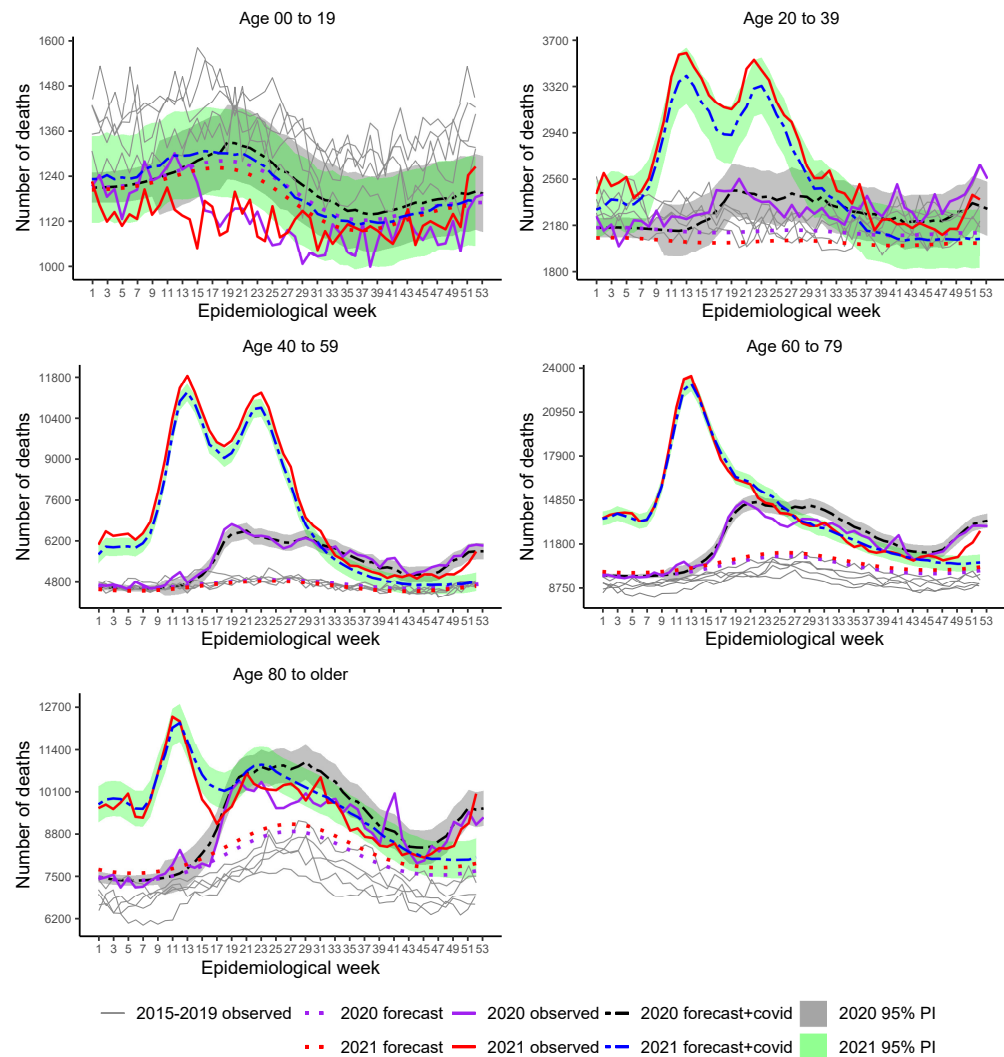 Age 00 to 19
Number of deaths
1600
1480
1360
1240
1120
1000
1 3 5 7 9 11 13 15 17 19 21 23 25 27 29 31 33 35 37 39 41 43 45 47 49 51 53
Epidemiological week
Age 20 to 39
Number of deaths
3700
3320
2940
2560
2180
1800
1 3 5 7 9 11 13 15 17 19 21 23 25 27 29 31 33 35 37 39 41 43 45 47 49 51 53
Epidemiological week
Age 40 to 59
Number of deaths
11800
10400
9000
7600
6200
4800
1 3 5 7 9 11 13 15 17 19 21 23 25 27 29 31 33 35 37 39 41 43 45 47 49 51 53
Epidemiological week
Age 60 to 79
Number of deaths
24000
20950
17900
14850
11800
8750
1 3 5 7 9 11 13 15 17 19 21 23 25 27 29 31 33 35 37 39 41 43 45 47 49 51 53
Epidemiological week
Age 80 to older
Number of deaths
12700
11400
10100
8800
7500
6200
1 3 5 7 9 11 13 15 17 19 21 23 25 27 29 31 33 35 37 39 41 43 45 47 49 51 53
Epidemiological week
2015-2019 observed 2020 forecast 2020 observed 2020 forecast+covid 2020 95% PI
2021 forecast 2021 observed 2021 forecast+covid 2021 95% PI